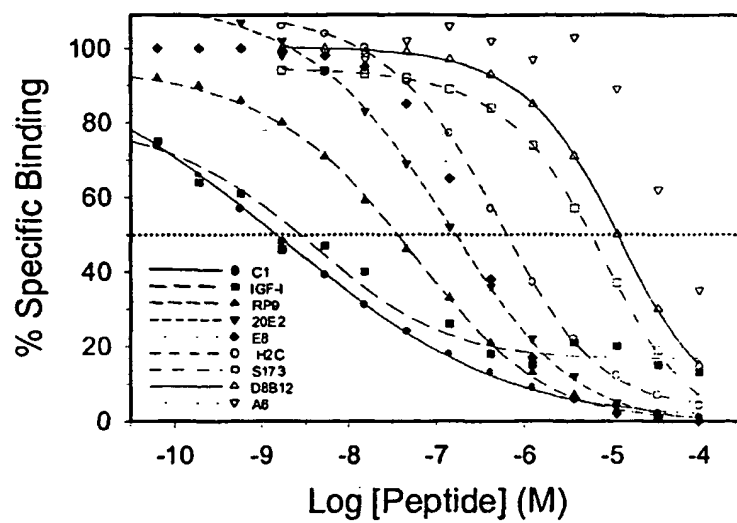 % Specific Binding
100
80
60
40
20
0
C1
IGF-I
RP9
20E2
E8
H2C
S173
D8B12
A6
-10 -9 -8 -7 -6 -5 -4
Log [Peptide] (M)